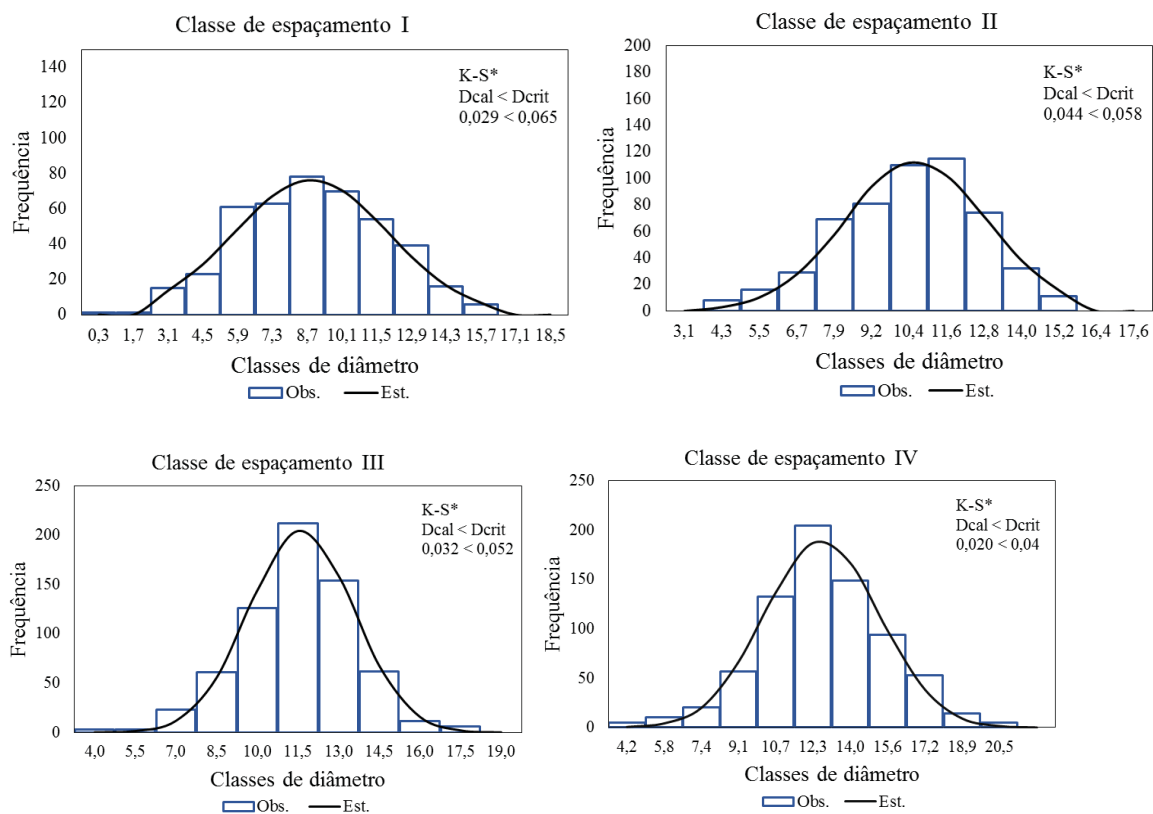 Classe de espaçamento I
K-S*
Dcal < Dcrit
0,029 < 0,065
Frequência
140
120
100
80
60
40
20
0
0,3 1,7 3,1 4,5 5,9 7,3 8,7 10,1 11,5 12,9 14,3 15,7 17,1 18,5
Classes de diâmetro
Obs. Est.
Classe de espaçamento II
K-S*
Dcal < Dcrit
0,044 < 0,058
Frequência
200
180
160
140
120
100
80
60
40
20
0
3,1 4,3 5,5 6,7 7,9 9,2 10,4 11,6 12,8 14,0 15,2 16,4 17,6
Classes de diâmetro
Obs. Est.
Classe de espaçamento III
K-S*
Dcal < Dcrit
0,032 < 0,052
Frequência
250
200
150
100
50
0
4,0 5,5 7,0 8,5 10,0 11,5 13,0 14,5 16,0 17,5 19,0
Classes de diâmetro
Obs. Est.
Classe de espaçamento IV
K-S*
Dcal < Dcrit
0,020 < 0,04
Frequência
250
200
150
100
50
0
4,2 5,8 7,4 9,1 10,7 12,3 14,0 15,6 17,2 18,9 20,5
Classes de diâmetro
Obs. Est.